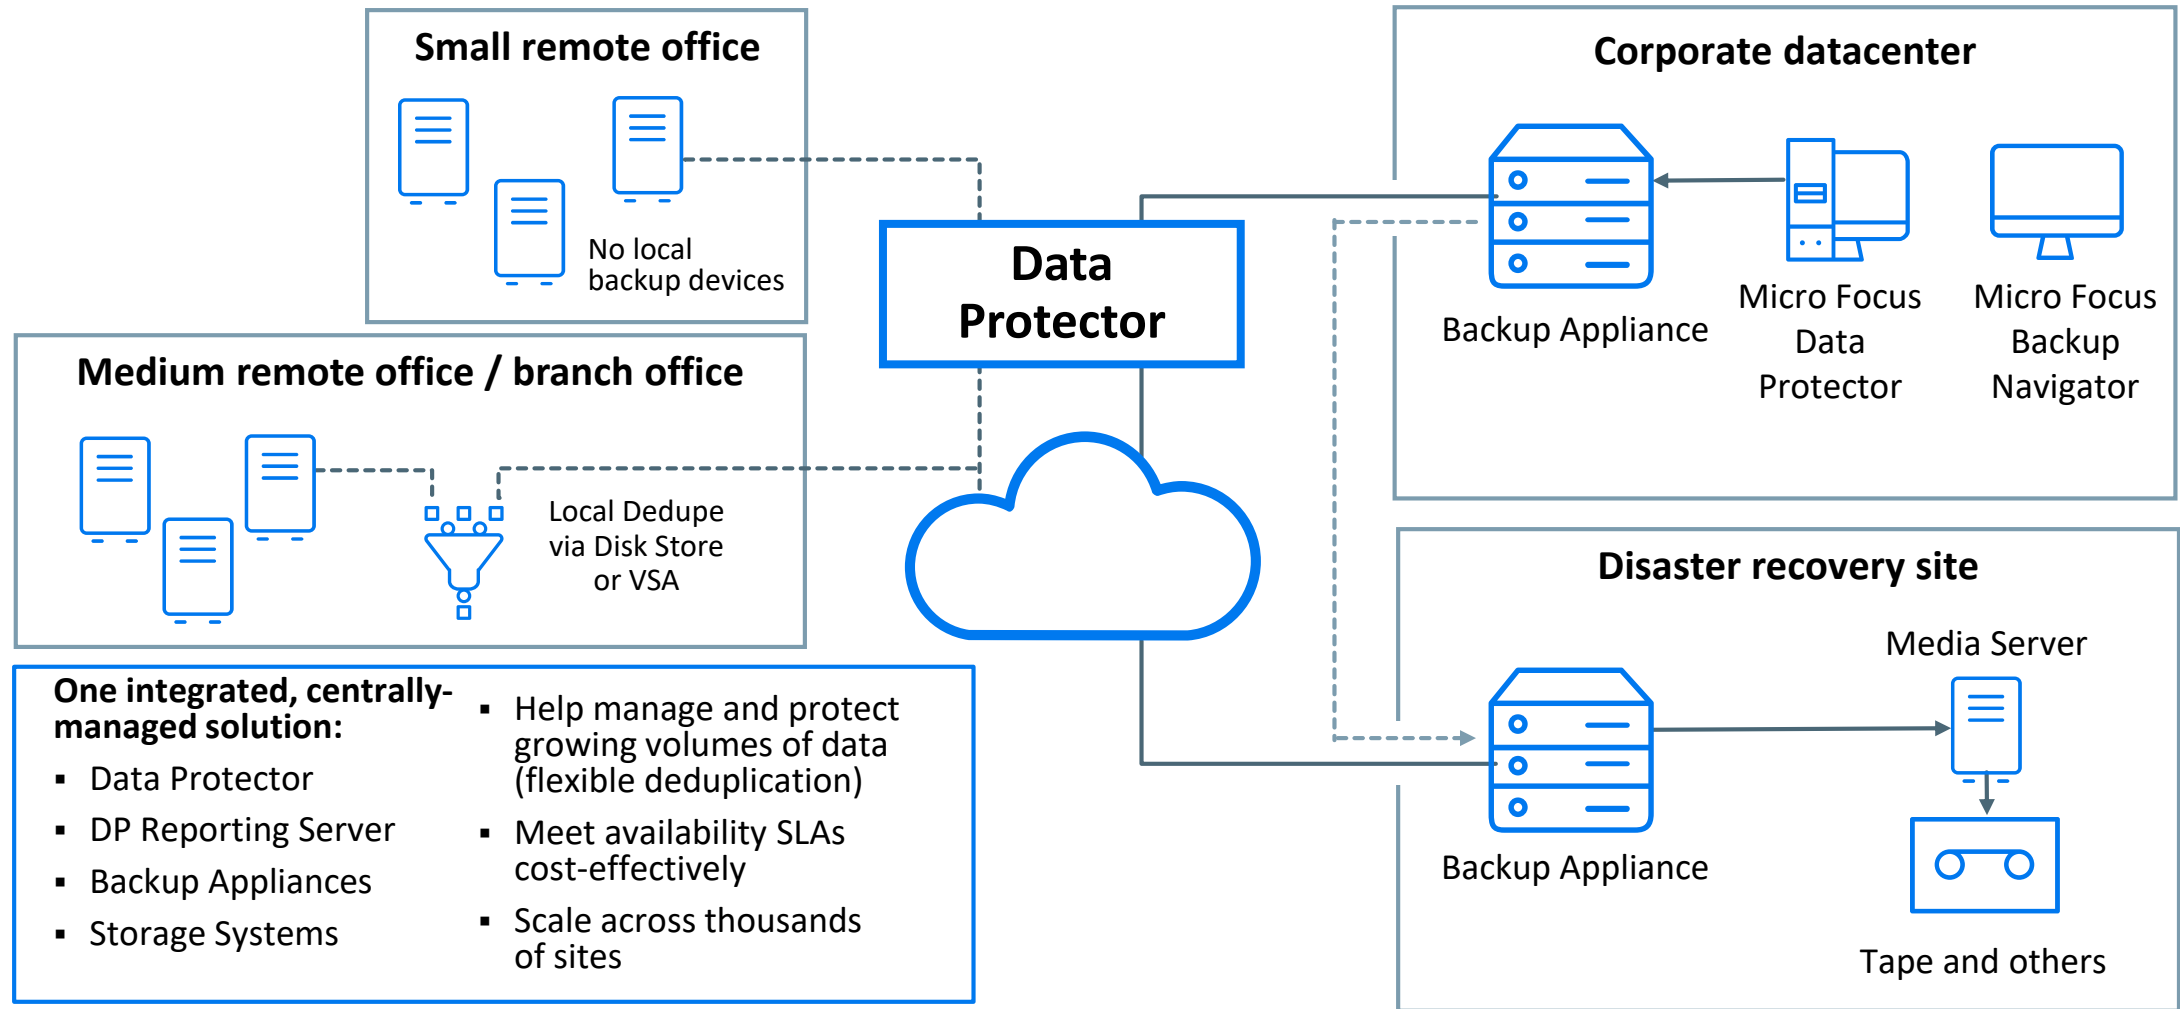 Small remote office
No local
backup devices
Medium remote office / branch office
Local Dedupe
via Disk Store
or VSA
Data
Protector
Corporate datacenter
Backup Appliance
Micro Focus
Data
Protector
Micro Focus
Backup
Navigator
Disaster recovery site
Media Server
Backup Appliance
Tape and others
One integrated, centrally-
managed solution:
▪ Data Protector
▪ DP Reporting Server
▪ Backup Appliances
▪ Storage Systems
▪ Help manage and protect
growing volumes of data
(flexible deduplication)
▪ Meet availability SLAs
cost-effectively
▪ Scale across thousands
of sites